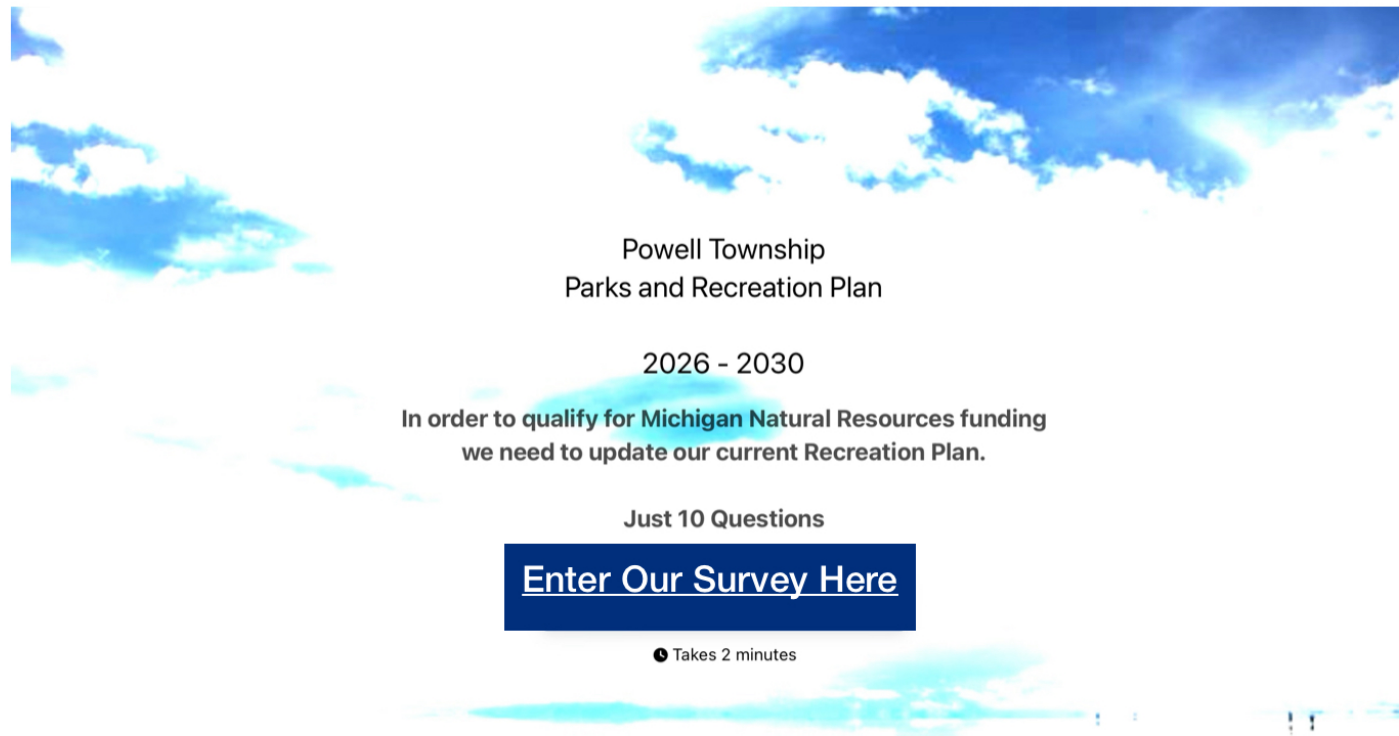 Powell Township
Parks and Recreation Plan
2026 - 2030
In order to qualify for Michigan Natural Resources funding
we need to update our current Recreation Plan.
Just 10 Questions
Enter Our Survey Here
Takes 2 minutes